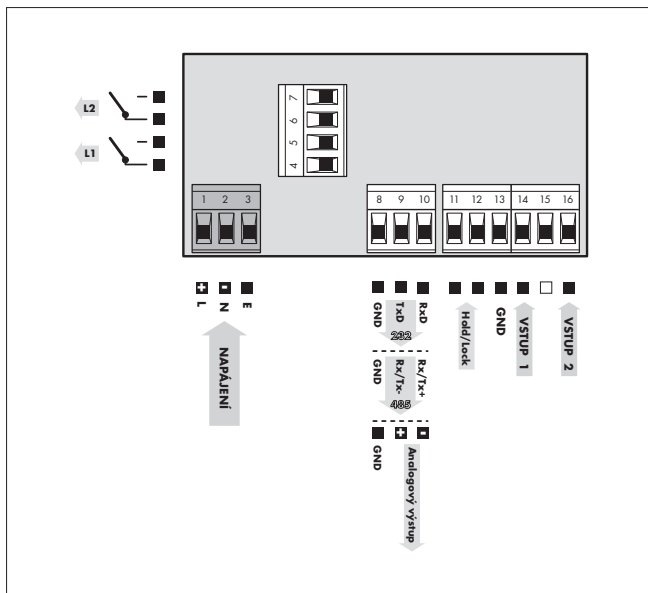 L2
L1
7
6
5
4
1 2 3
8 9 10
11 12 13 14 15 16
+ L
- N
E
NAPÁJENÍ
GND
TxD
RxD
232
GND
Rx/Tx-
Rx/Tx+
485
GND
+
-
Analogový výstup
Hold/Lock
GND
VSTUP 1
VSTUP 2